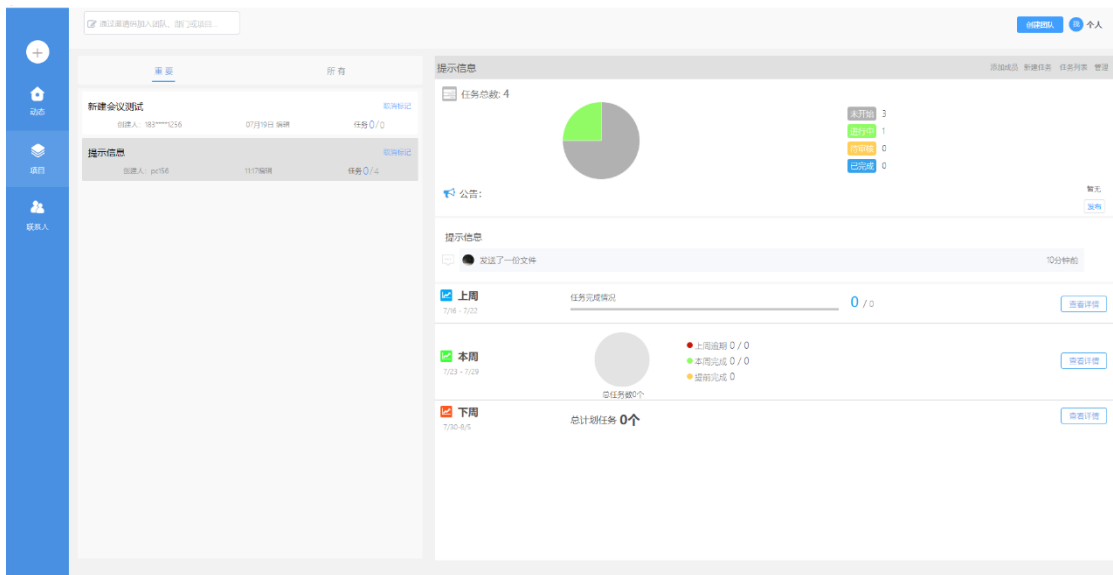 通过邀请码加入团队、部门或项目...
创建团队
我 个人
动态
项目
联系人
重要
所有
新建会议测试
取消标记
创建人：183****1256 07月19日 编辑 任务0/0
提示信息
取消标记
创建人：pc156 11:17编辑 任务0/4
提示信息
添加成员 新建任务 任务列表 管理
任务总数: 4
未开始 3
进行中 1
待审核 0
已完成 0
公告:
暂无
发布
提示信息
发送了一份文件
10分钟前
上周
7/16 - 7/22
任务完成情况
0 / 0
查看详情
本周
7/23 - 7/29
总任务数0个
上周逾期 0 / 0
本周完成 0 / 0
提前完成 0
查看详情
下周
7/30-8/5
总计划任务 0个
查看详情